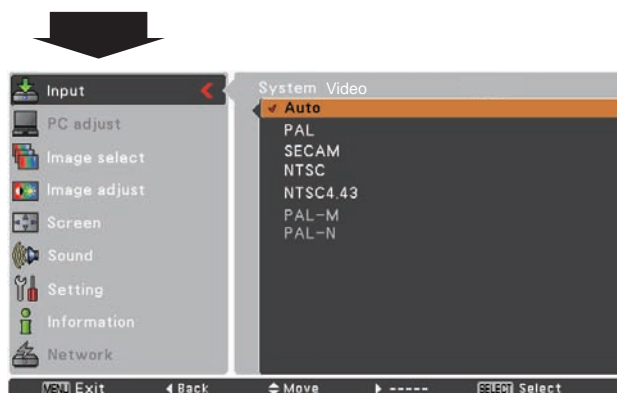 Input
PC adjust
Image select
Image adjust
Screen
Sound
Setting
Information
Network
System Video
Auto
PAL
SECAM
NTSC
NTSC4.43
PAL-M
PAL-N
MENU Exit Back Move ----- SELECT Select